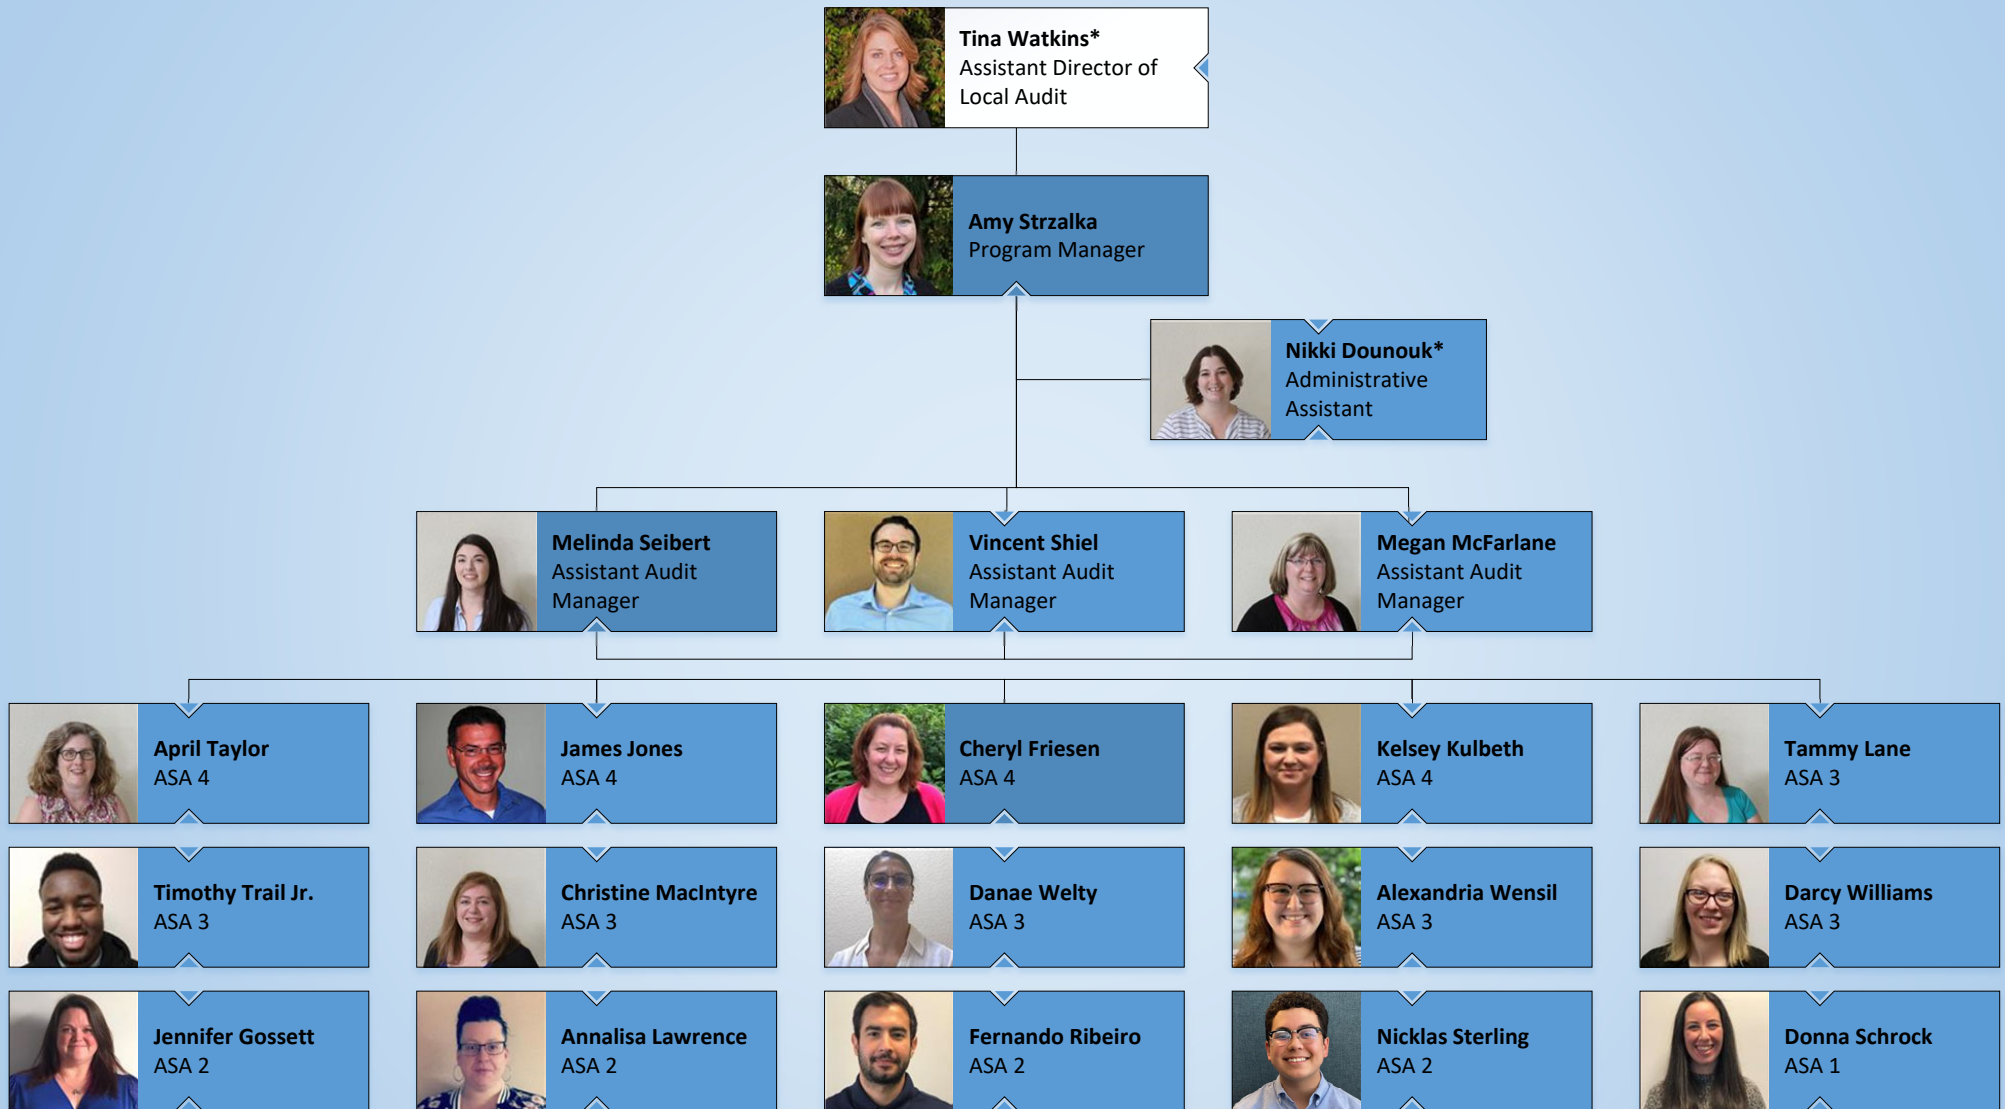 Tina Watkins*
Assistant Director of
Local Audit
Amy Strzalka
Program Manager
Nikki Dounouk*
Administrative
Assistant
Melinda Seibert
Assistant Audit
Manager
Vincent Shiel
Assistant Audit
Manager
Megan McFarlane
Assistant Audit
Manager
April Taylor
ASA 4
James Jones
ASA 4
Cheryl Friesen
ASA 4
Kelsey Kulbeth
ASA 4
Tammy Lane
ASA 3
Timothy Trail Jr.
ASA 3
Christine MacIntyre
ASA 3
Danae Welty
ASA 3
Alexandria Wensil
ASA 3
Darcy Williams
ASA 3
Jennifer Gossett
ASA 2
Annalisa Lawrence
ASA 2
Fernando Ribeiro
ASA 2
Nicklas Sterling
ASA 2
Donna Schrock
ASA 1